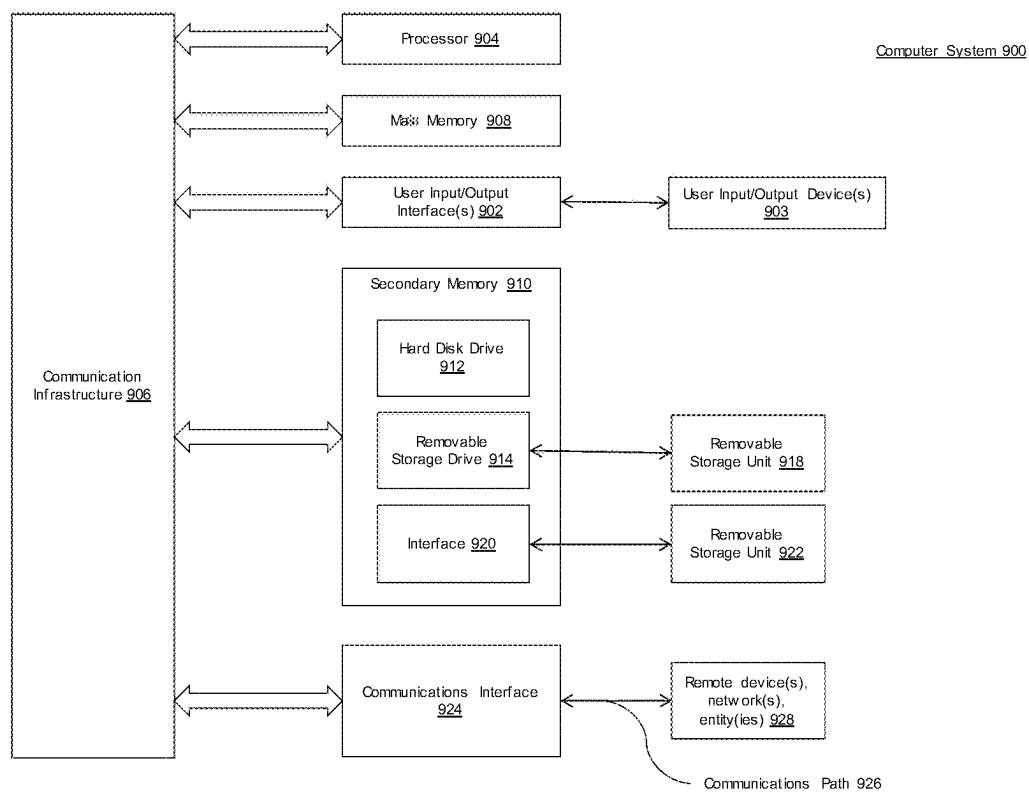 Processor 904
Computer System 900
Memory 908
User Input/Output
Interface(s) 902
User Input/Output Device(s)
903
Secondary Memory 910
Hard Disk Drive
912
Communication
Infrastructure 906
Removable
Storage Drive 914
Removable
Storage Unit 918
Interface 920
Removable
Storage Unit 922
Communications Interface
924
Remote device(s),
network(s),
entity(ies) 928
Communications Path 926